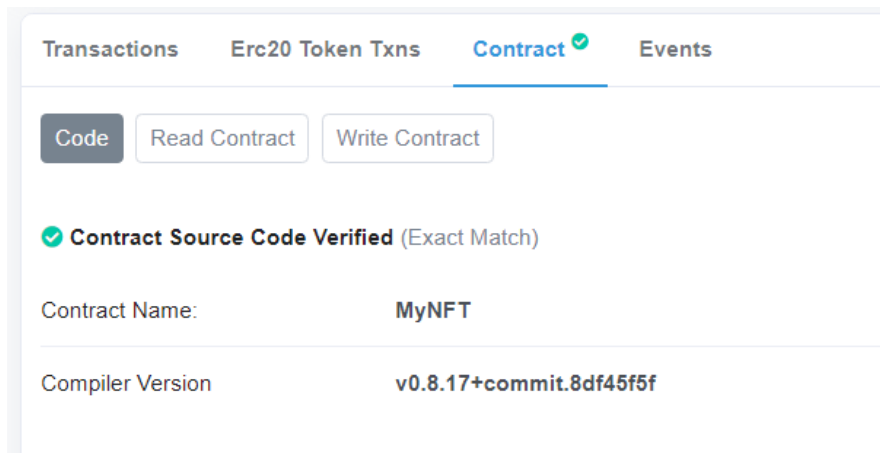 Transactions Erc20 Token Txns Contract Events
Code Read Contract Write Contract
Contract Source Code Verified (Exact Match)
Contract Name: MyNFT
Compiler Version v0.8.17+commit.8df45f5f